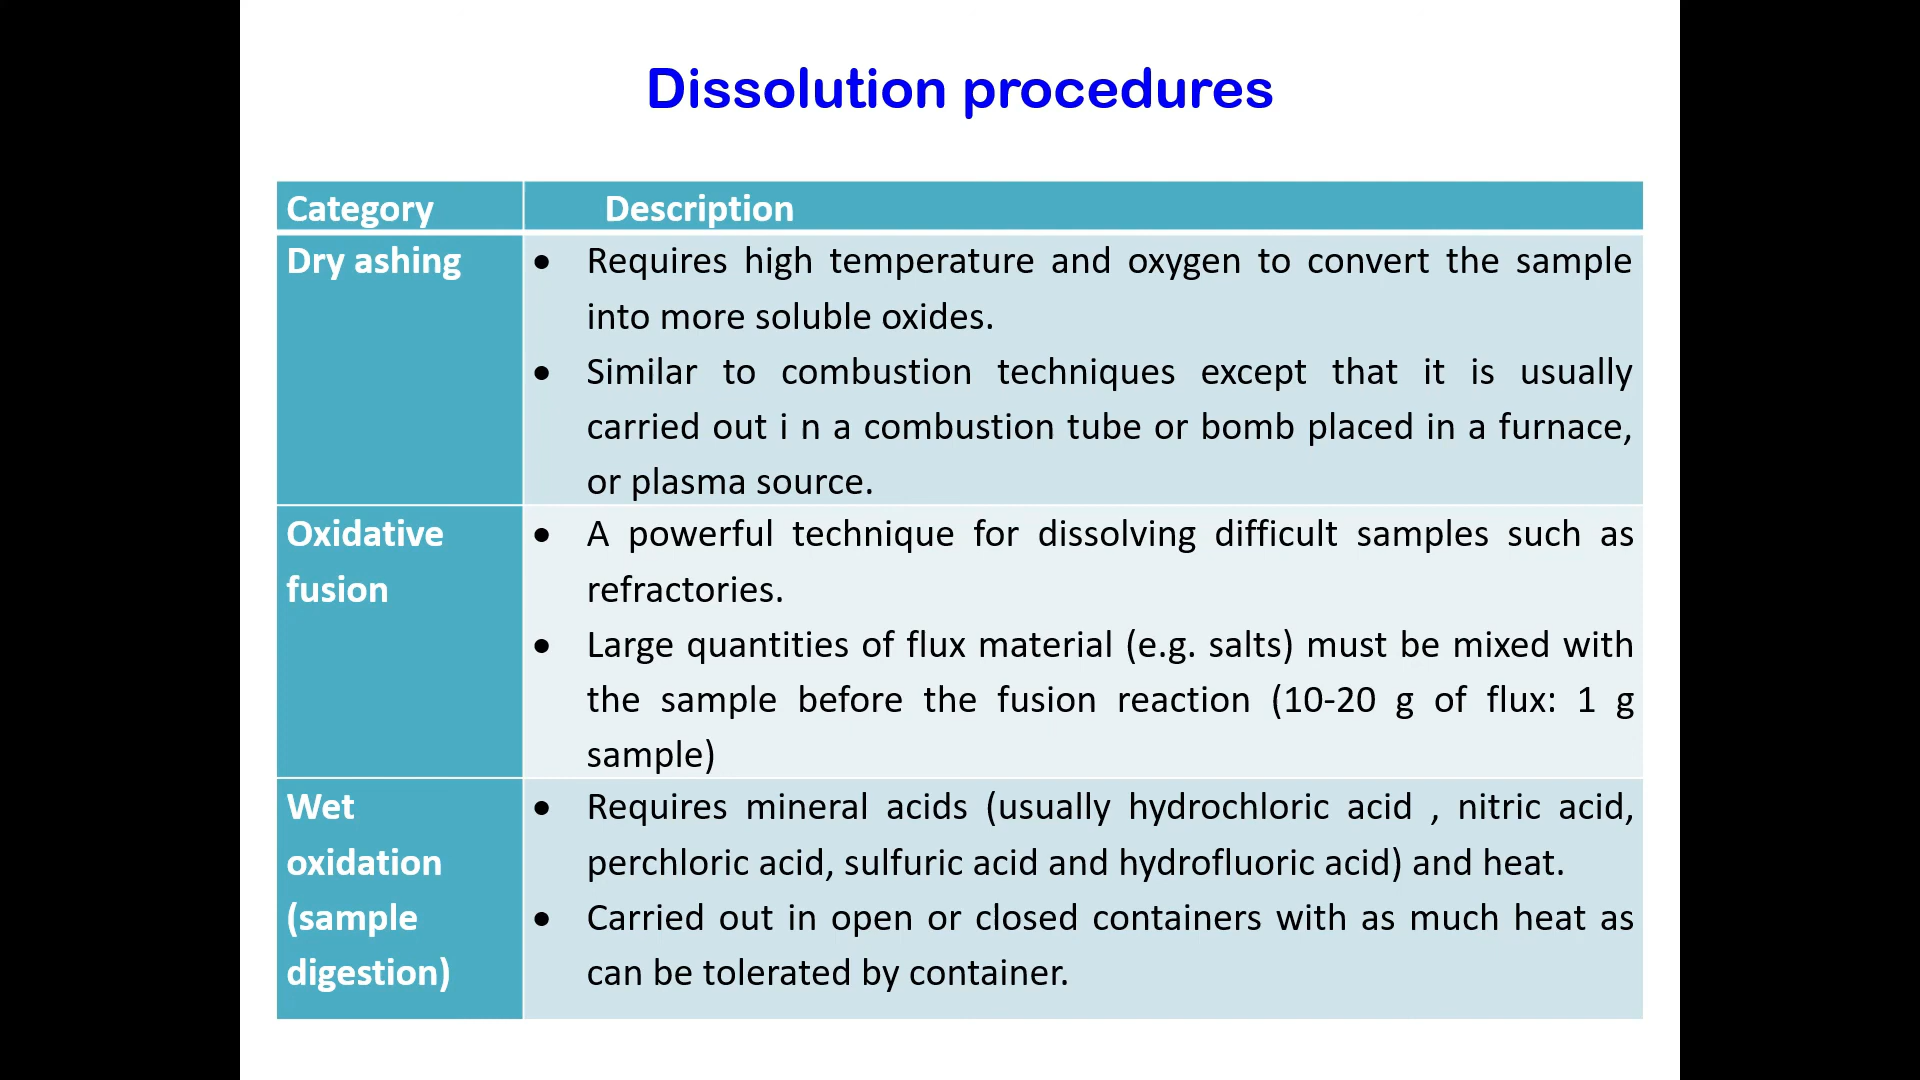 Dissolution procedures
Category
Description
Dry ashing
● Requires high temperature and oxygen to convert the sample
into more soluble oxides.
● Similar to combustion techniques except that it is usually
carried out i n a combustion tube or bomb placed in a furnace,
or plasma source.
Oxidative
fusion
● A powerful technique for dissolving difficult samples such as
refractories.
● Large quantities of flux material (e.g. salts) must be mixed with
the sample before the fusion reaction (10-20 g of flux: 1 g
sample)
Wet
oxidation
(sample
digestion)
● Requires mineral acids (usually hydrochloric acid , nitric acid,
perchloric acid, sulfuric acid and hydrofluoric acid) and heat.
● Carried out in open or closed containers with as much heat as
can be tolerated by container.